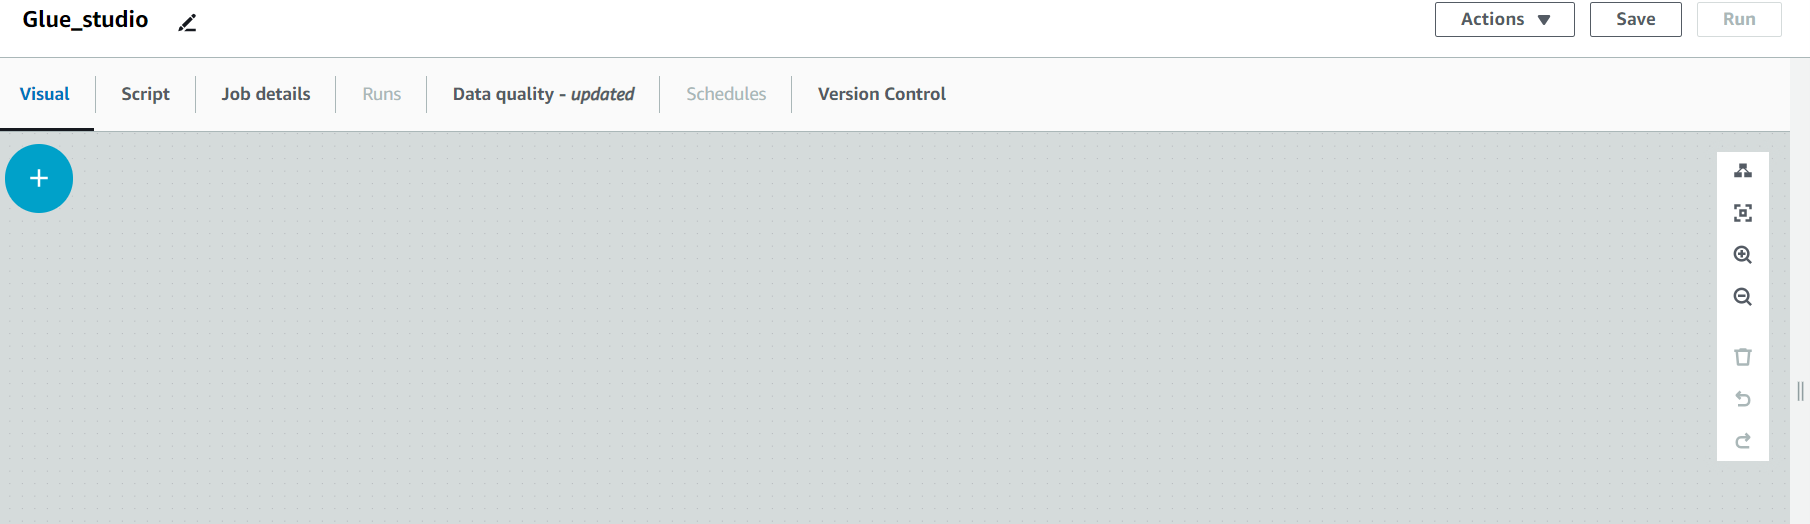 Glue_studio
Actions Save Run
Visual Script Job details Runs Data quality - updated Schedules Version Control